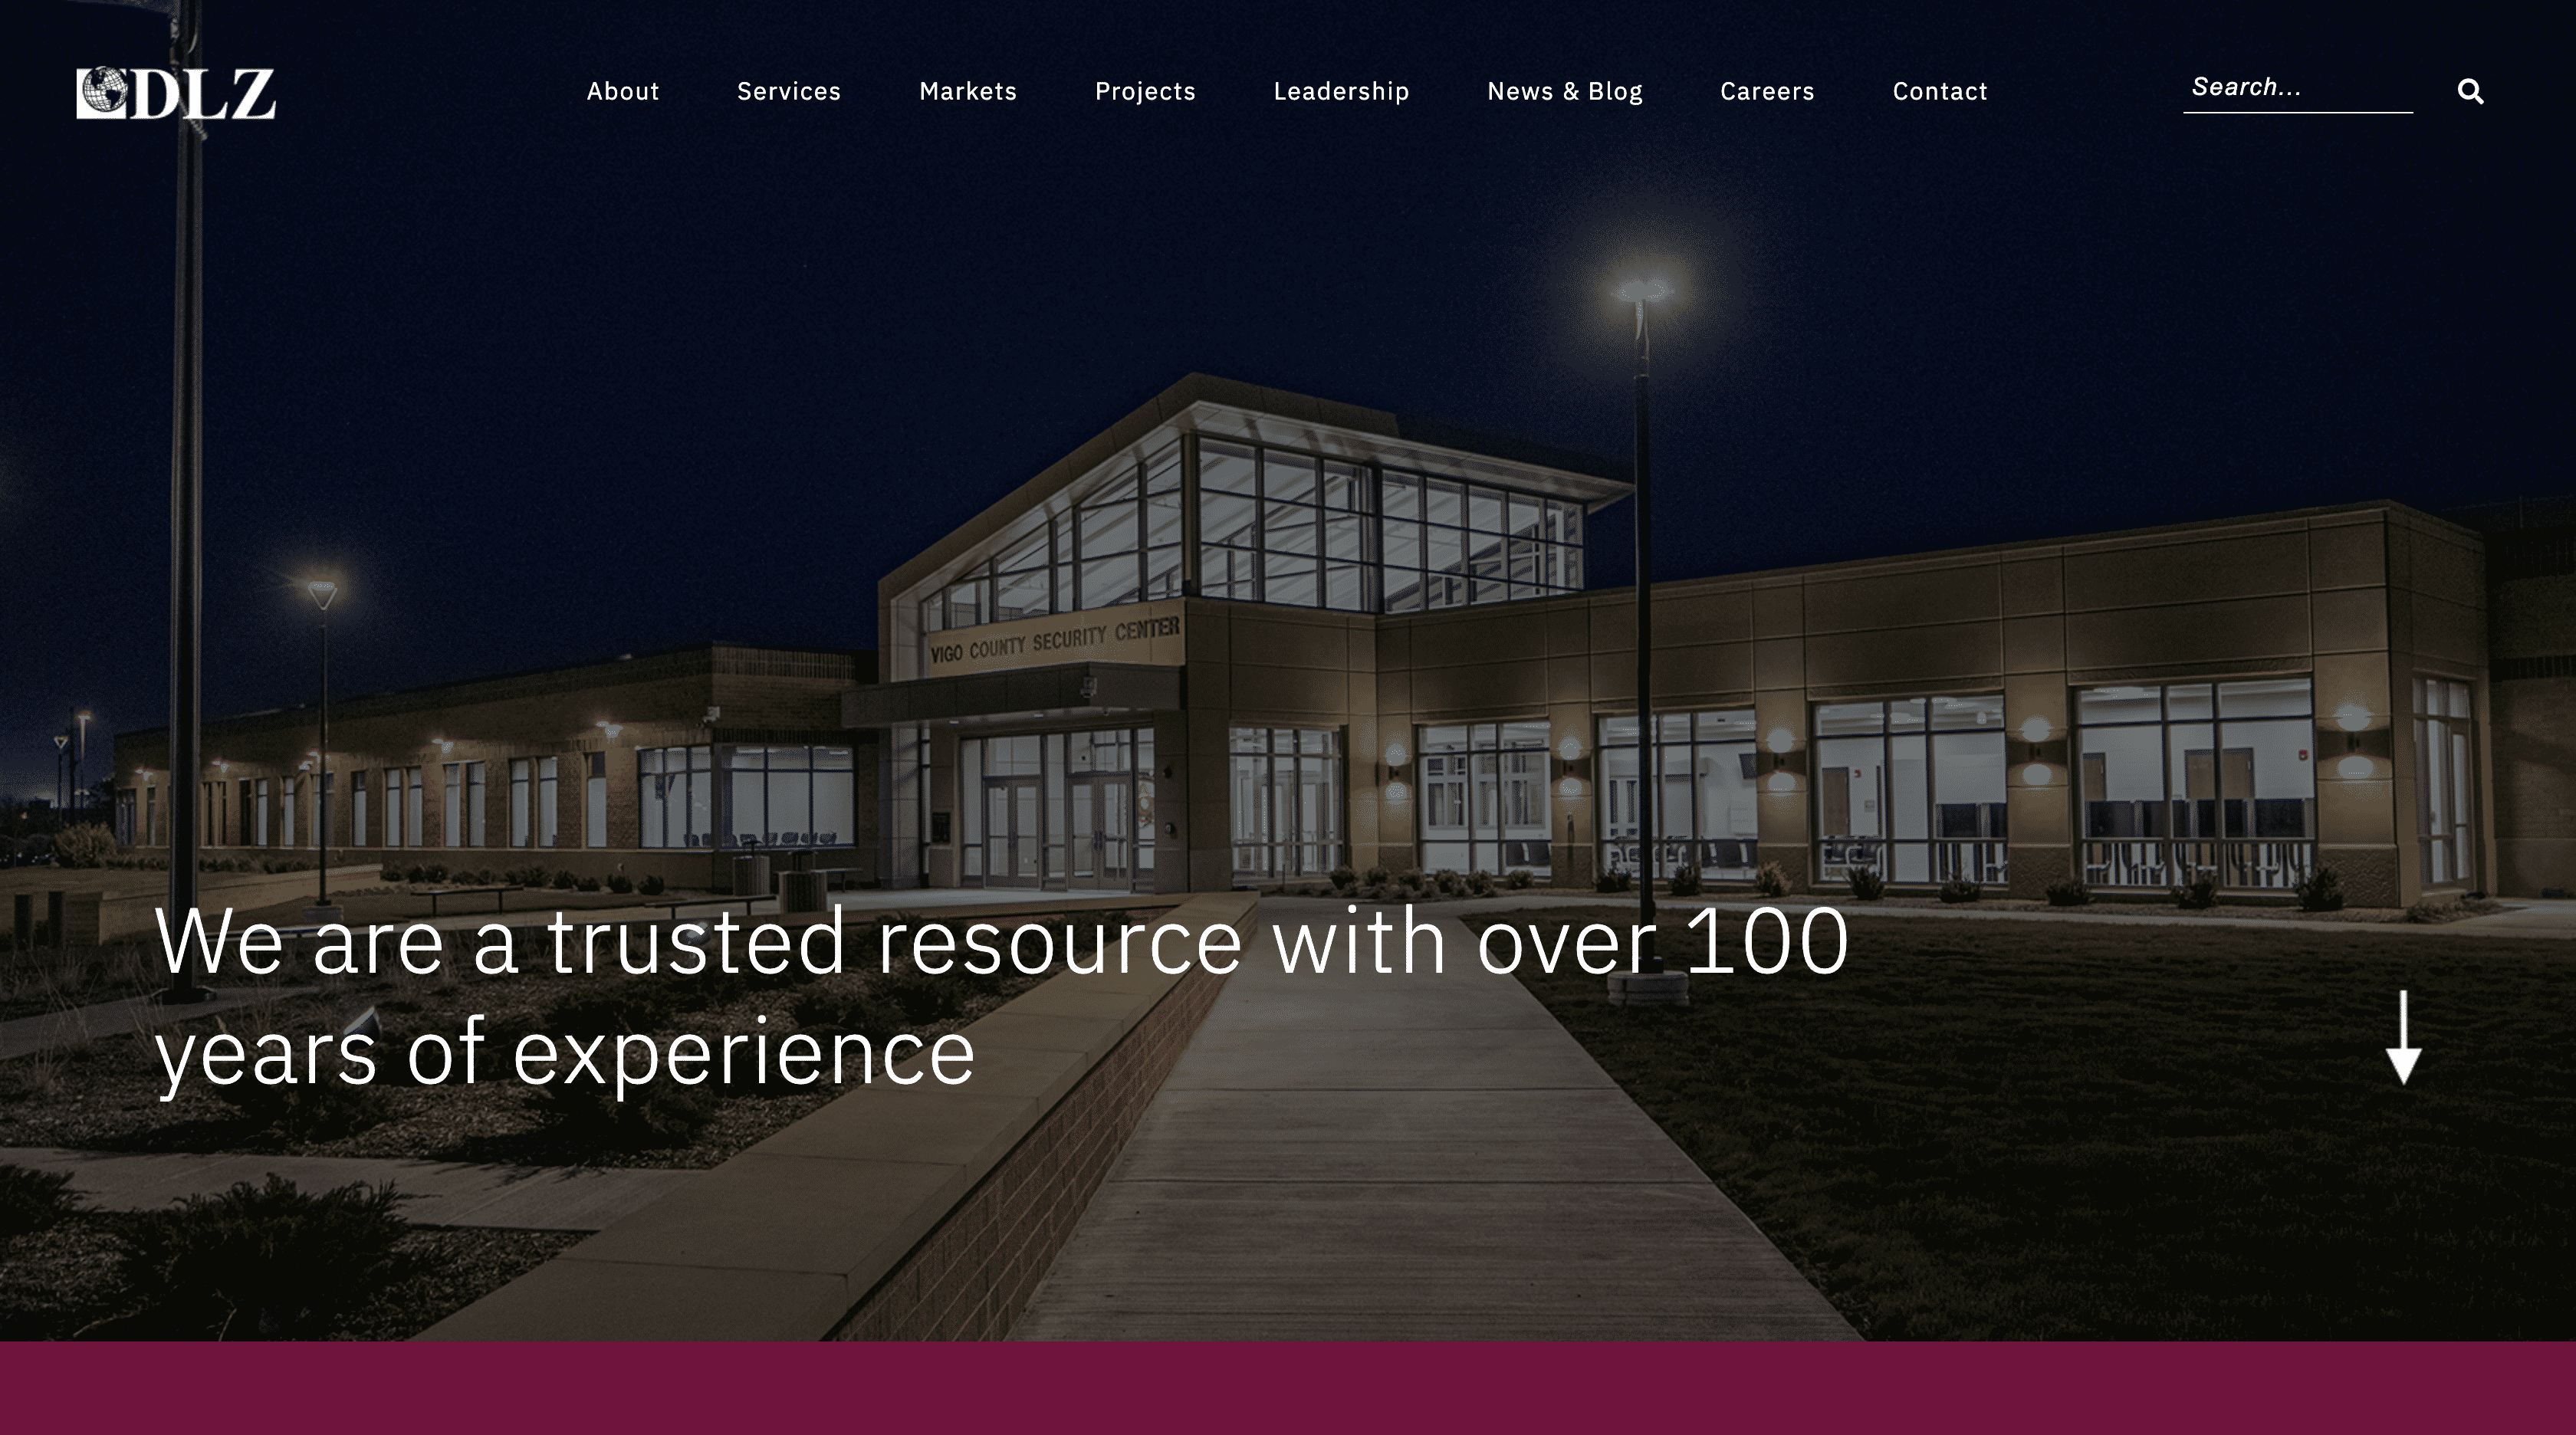 DLZ
About
Services
Markets
Projects
Leadership
News & Blog
Careers
Contact
Search...
VIGO COUNTY SECURITY CENTER
We are a trusted resource with over 100
years of experience